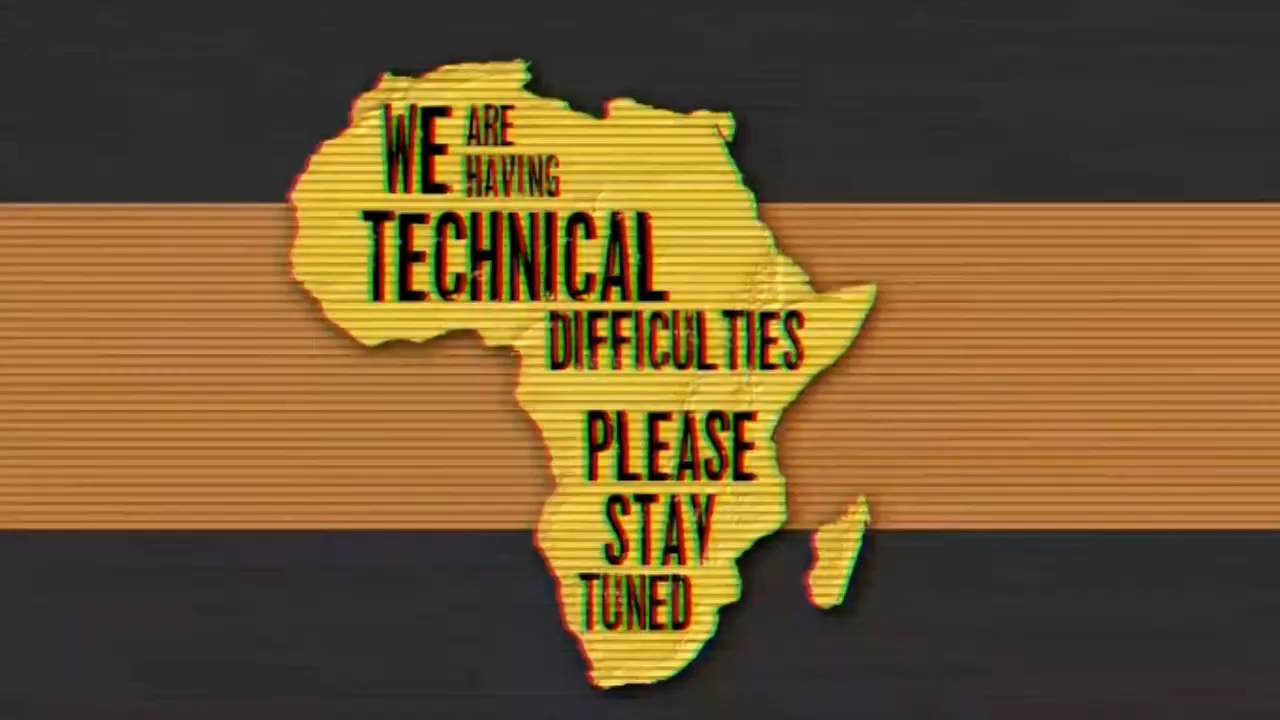 WE ARE HAVING
TECHNICAL
DIFFICULTIES
PLEASE
STAY
TUNED